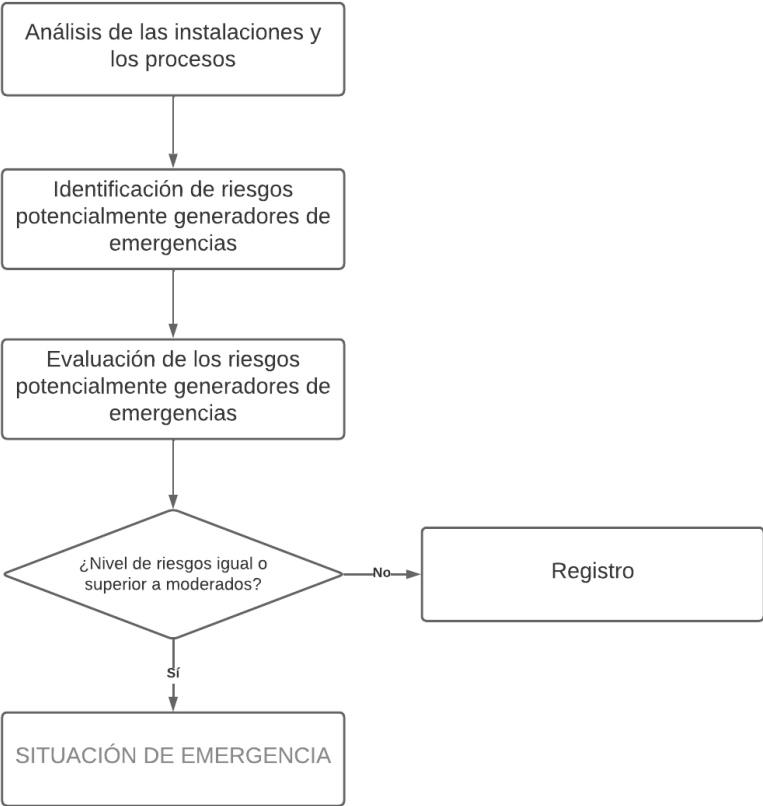 Análisis de las instalaciones y
los procesos
Identificación de riesgos
potencialmente generadores de
emergencias
Evaluación de los riesgos
potencialmente generadores de
emergencias
¿Nivel de riesgos igual o
superior a moderados?
No
Registro
Sí
SITUACIÓN DE EMERGENCIA